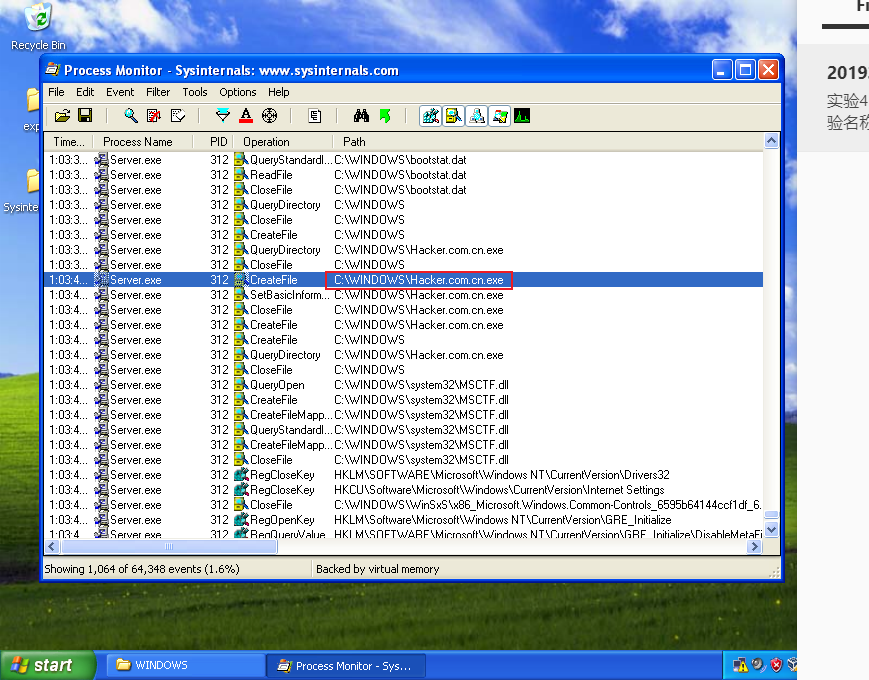 Recycle Bin
exp
Sysinte
Process Monitor - Sysinternals: www.sysinternals.com
File Edit Event Filter Tools Options Help
Time... Process Name PID Operation Path
1:03:3... Server.exe 312 QueryStandardI... C:\WINDOWS\bootstat.dat
1:03:3... Server.exe 312 ReadFile C:\WINDOWS\bootstat.dat
1:03:3... Server.exe 312 CloseFile C:\WINDOWS\bootstat.dat
1:03:3... Server.exe 312 QueryDirectory C:\WINDOWS
1:03:3... Server.exe 312 CloseFile C:\WINDOWS
1:03:3... Server.exe 312 CreateFile C:\WINDOWS
1:03:3... Server.exe 312 QueryDirectory C:\WINDOWS\Hacker.com.cn.exe
1:03:3... Server.exe 312 CloseFile C:\WINDOWS
1:03:4... Server.exe 312 CreateFile C:\WINDOWS\Hacker.com.cn.exe
1:03:4... Server.exe 312 SetBasicInform... C:\WINDOWS\Hacker.com.cn.exe
1:03:4... Server.exe 312 CloseFile C:\WINDOWS\Hacker.com.cn.exe
1:03:4... Server.exe 312 CreateFile C:\WINDOWS\Hacker.com.cn.exe
1:03:4... Server.exe 312 CreateFile C:\WINDOWS
1:03:4... Server.exe 312 QueryDirectory C:\WINDOWS\Hacker.com.cn.exe
1:03:4... Server.exe 312 CloseFile C:\WINDOWS
1:03:4... Server.exe 312 QueryOpen C:\WINDOWS\system32\MSCTF.dll
1:03:4... Server.exe 312 CreateFile C:\WINDOWS\system32\MSCTF.dll
1:03:4... Server.exe 312 CreateFileMapp... C:\WINDOWS\system32\MSCTF.dll
1:03:4... Server.exe 312 QueryStandardI... C:\WINDOWS\system32\MSCTF.dll
1:03:4... Server.exe 312 CreateFileMapp... C:\WINDOWS\system32\MSCTF.dll
1:03:4... Server.exe 312 CloseFile C:\WINDOWS\system32\MSCTF.dll
1:03:4... Server.exe 312 RegCloseKey HKLM\SOFTWARE\Microsoft\Windows NT\CurrentVersion\Drivers32
1:03:4... Server.exe 312 RegCloseKey HKCU\Software\Microsoft\Windows\CurrentVersion\Internet Settings
1:03:4... Server.exe 312 CloseFile C:\WINDOWS\WinSxS\x86_Microsoft.Windows.Common-Controls_6595b64144ccf1df_6.
1:03:4... Server.exe 312 RegOpenKey HKLM\Software\Microsoft\Windows NT\CurrentVersion\GRE_Initialize
1:03:4... Server.exe 312 RegQueryValue HKLM\SOFTWARE\Microsoft\Windows NT\CurrentVersion\GRE_Initialize\DisableMetaFi
Showing 1,064 of 64,348 events (1.6%) Backed by virtual memory
start WINDOWS Process Monitor - Sys...
2019
实验4
验名称